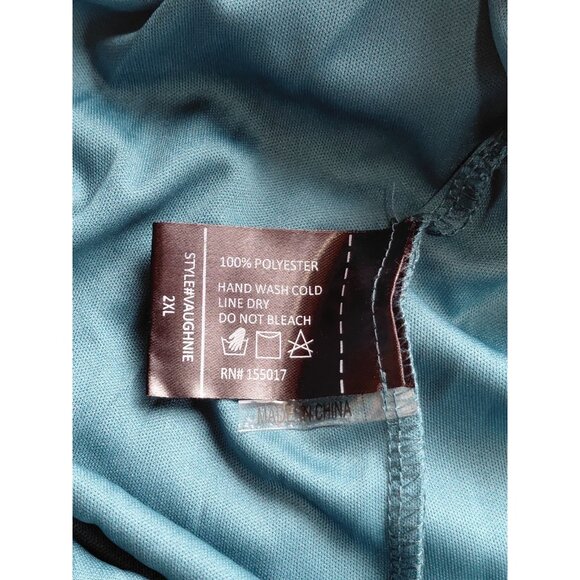 100% POLYESTER
HAND WASH COLD
LINE DRY
DO NOT BLEACH
RN# 155017
STYLE#VAUGHNIE
2XL
MADE IN CHINA